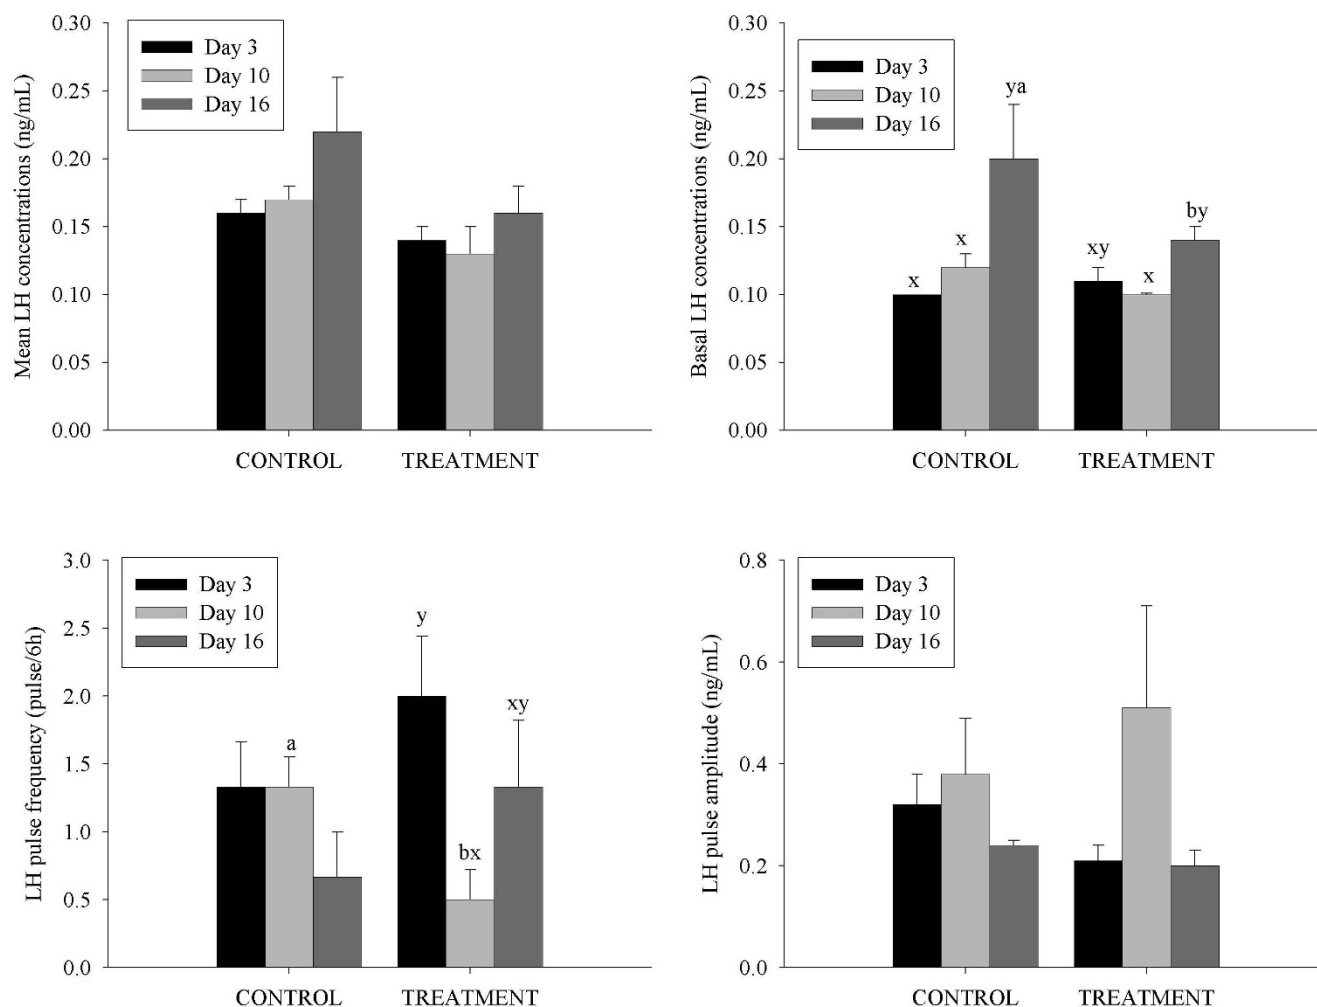 Mean LH concentrations (ng/mL)
0.30
0.25
0.20
0.15
0.10
0.05
0.00
Day 3
Day 10
Day 16
CONTROL TREATMENT
Basal LH concentrations (ng/mL)
0.30
0.25
0.20
0.15
0.10
0.05
0.00
Day 3
Day 10
Day 16
x x ya xy x by
CONTROL TREATMENT
LH pulse frequency (pulse/6h)
3.0
2.5
2.0
1.5
1.0
0.5
0.0
Day 3
Day 10
Day 16
a y bx xy
CONTROL TREATMENT
LH pulse amplitude (ng/mL)
0.8
0.6
0.4
0.2
0.0
Day 3
Day 10
Day 16
CONTROL TREATMENT